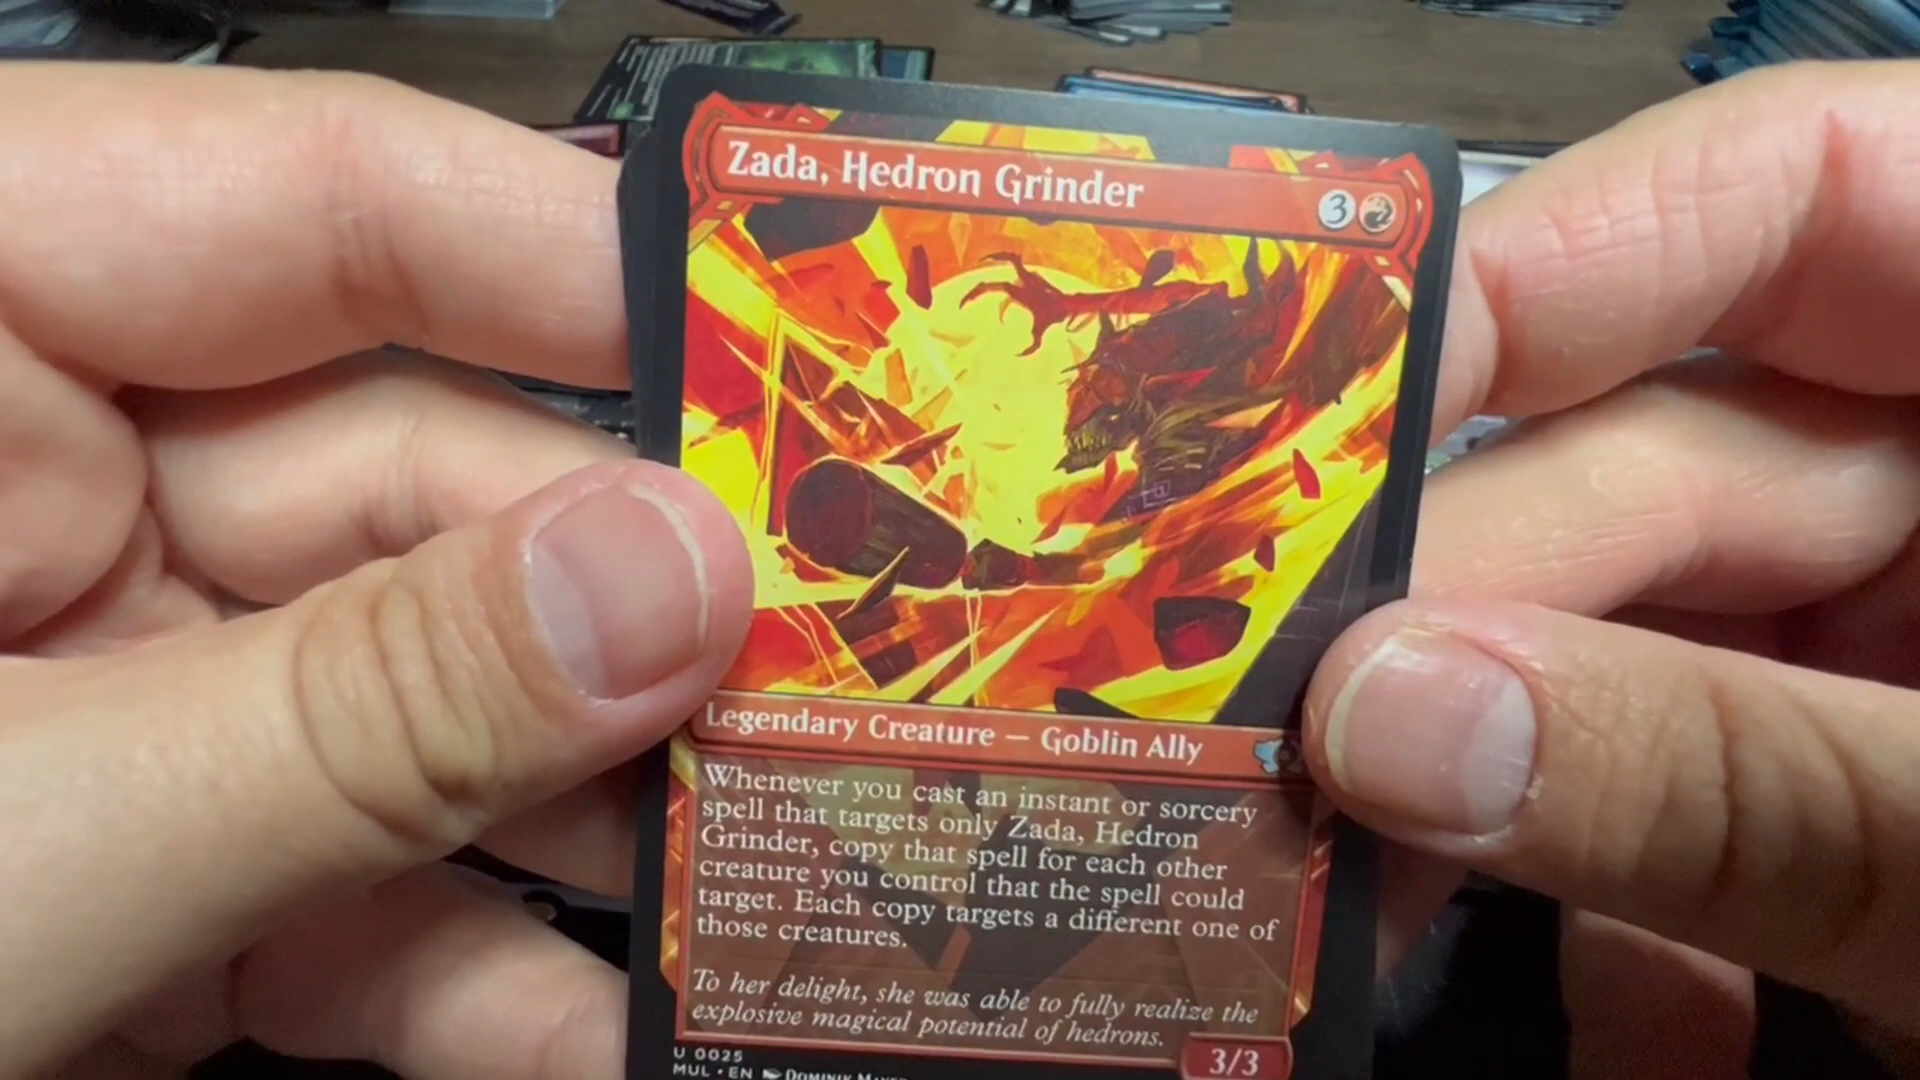 Zada, Hedron Grinder
3
Legendary Creature — Goblin Ally
Whenever you cast an instant or sorcery
spell that targets only Zada, Hedron
Grinder, copy that spell for each other
creature you control that the spell could
target. Each copy targets a different one of
those creatures.
To her delight, she was able to fully realize the
explosive magical potential of hedrons.
3/3
U 0025
MUL • EN DOMINIK